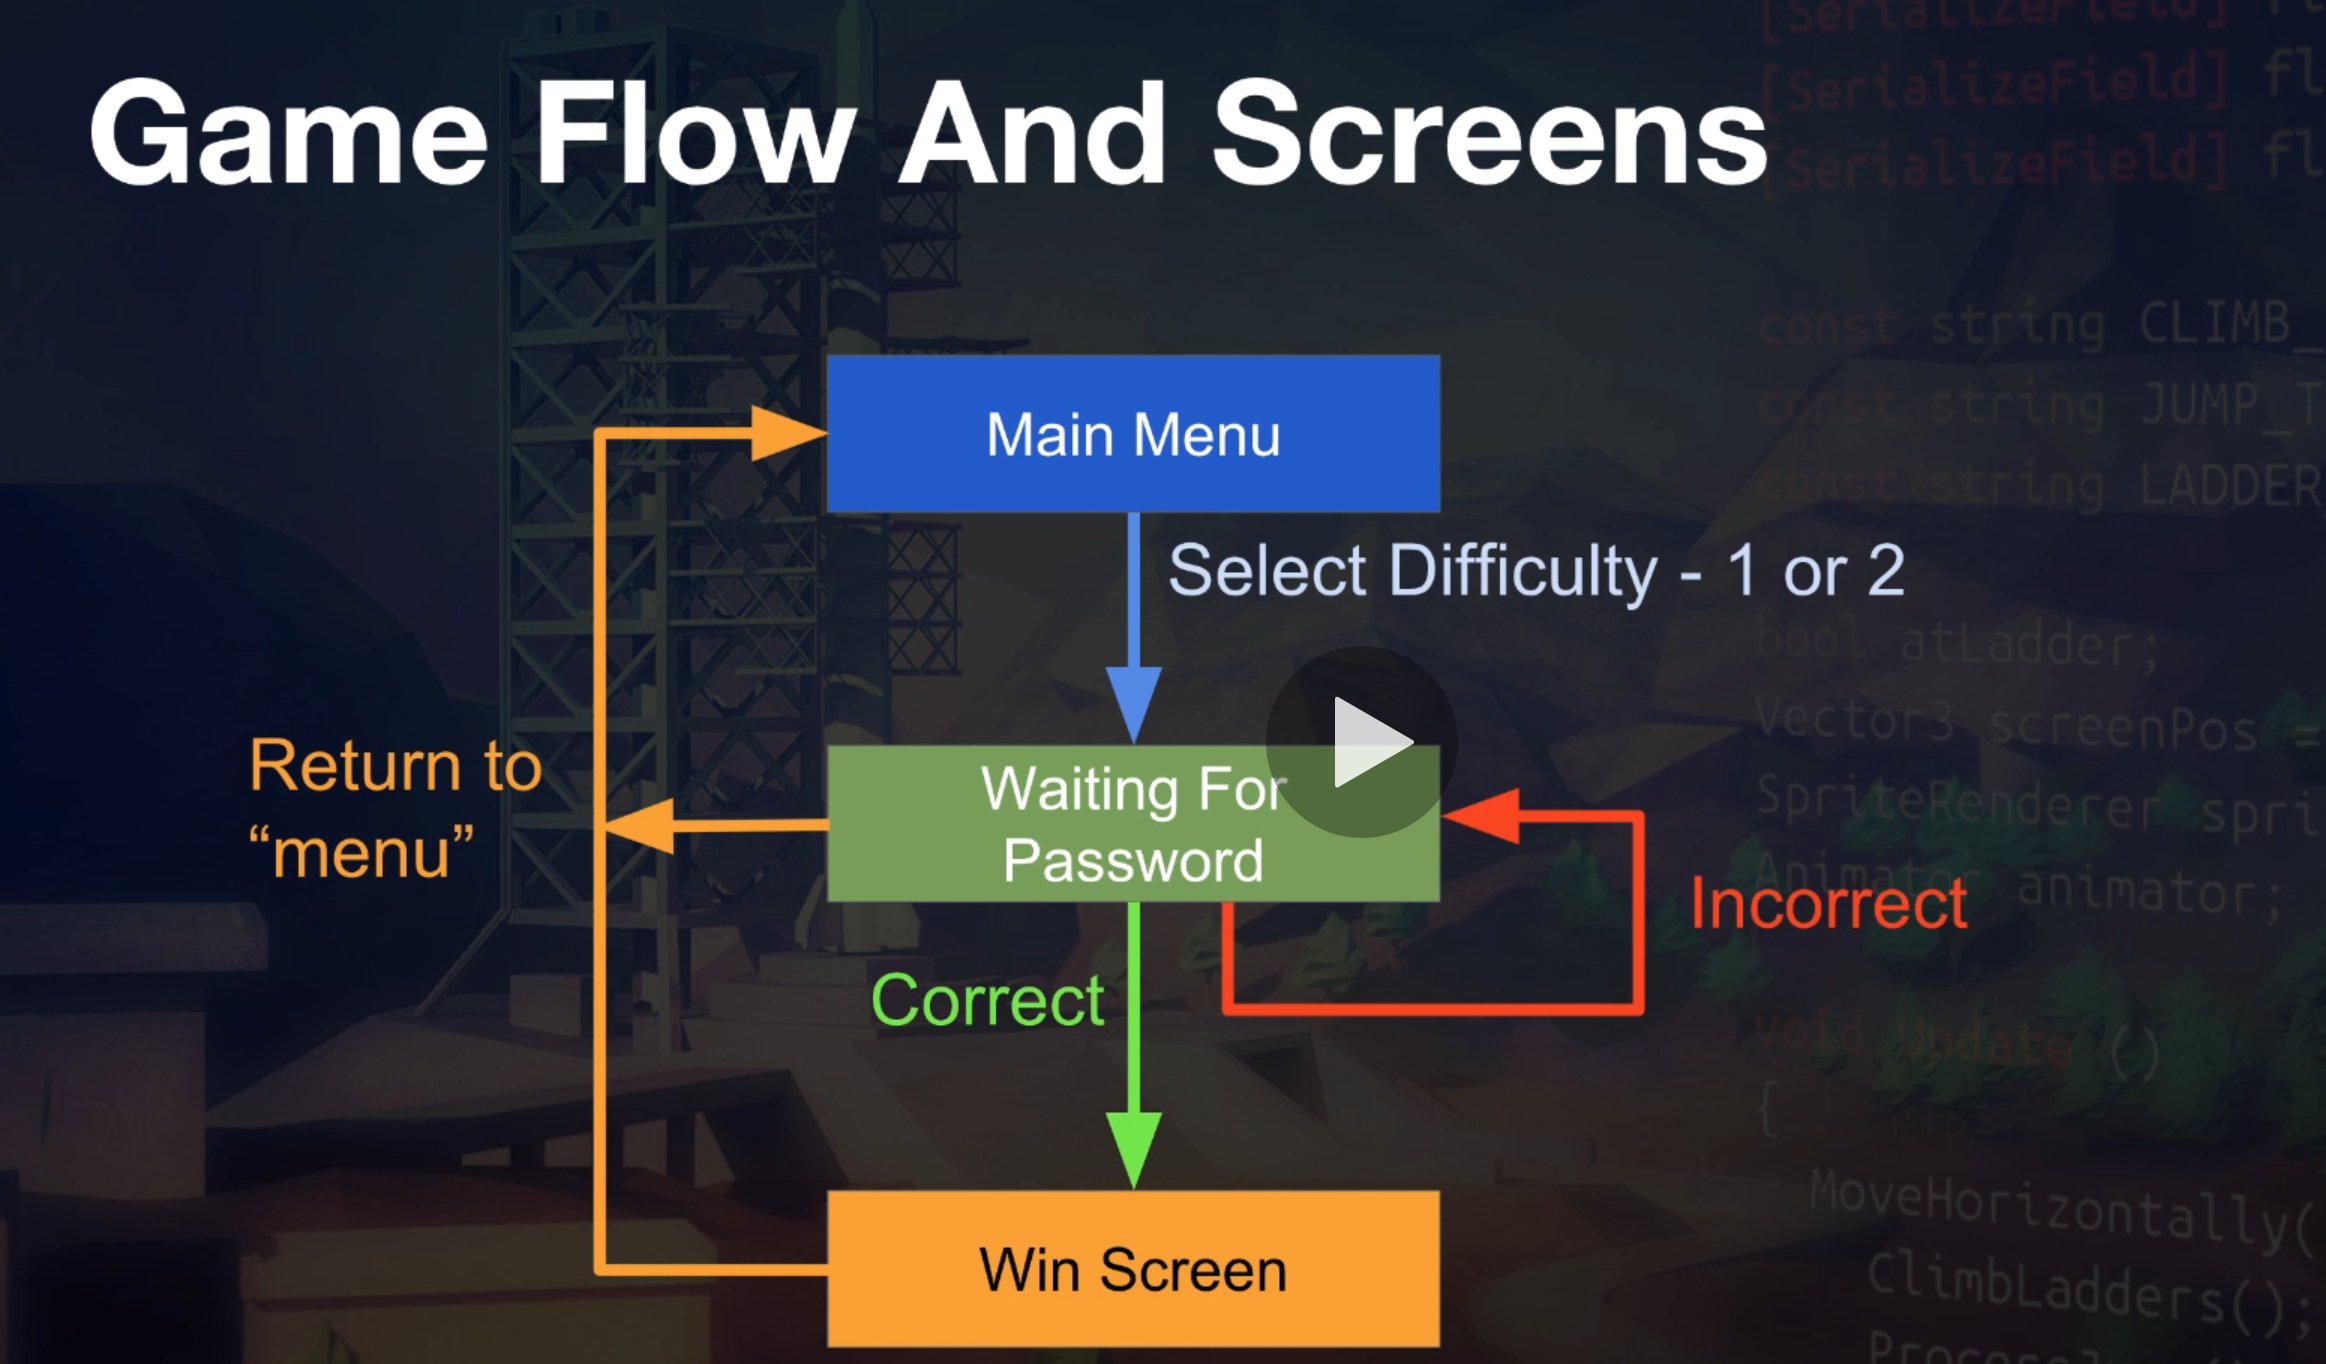 Game Flow And Screens
[SerializeField] fl
[SerializeField] fl
[SerializeField] fl
const string CLIMB_
const string JUMP_T
const string LADDER
Main Menu
Select Difficulty - 1 or 2
bool atLadder;
Vector3 screenPos =
SpriteRenderer spri
Animator animator;
Return to
“menu”
Waiting For
Password
Incorrect
Correct
void Update ()
{
MoveHorizontally(
ClimbLadders();
Win Screen